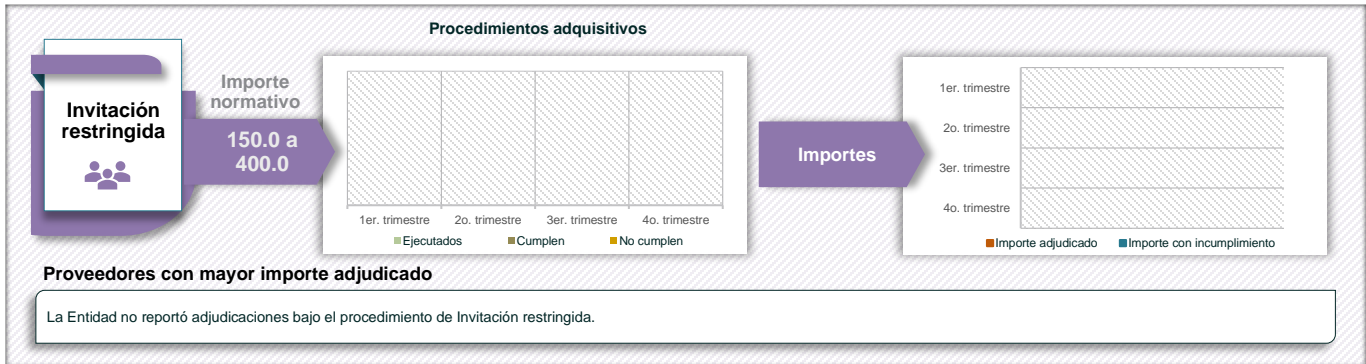 Procedimientos adquisitivos
Invitación
restringida
Importe
normativo
150.0 a
400.0
1er. trimestre 2o. trimestre 3er. trimestre 4o. trimestre
Ejecutados Cumplen No cumplen
Importes
1er. trimestre
2o. trimestre
3er. trimestre
4o. trimestre
Importe adjudicado Importe con incumplimiento
Proveedores con mayor importe adjudicado
La Entidad no reportó adjudicaciones bajo el procedimiento de Invitación restringida.